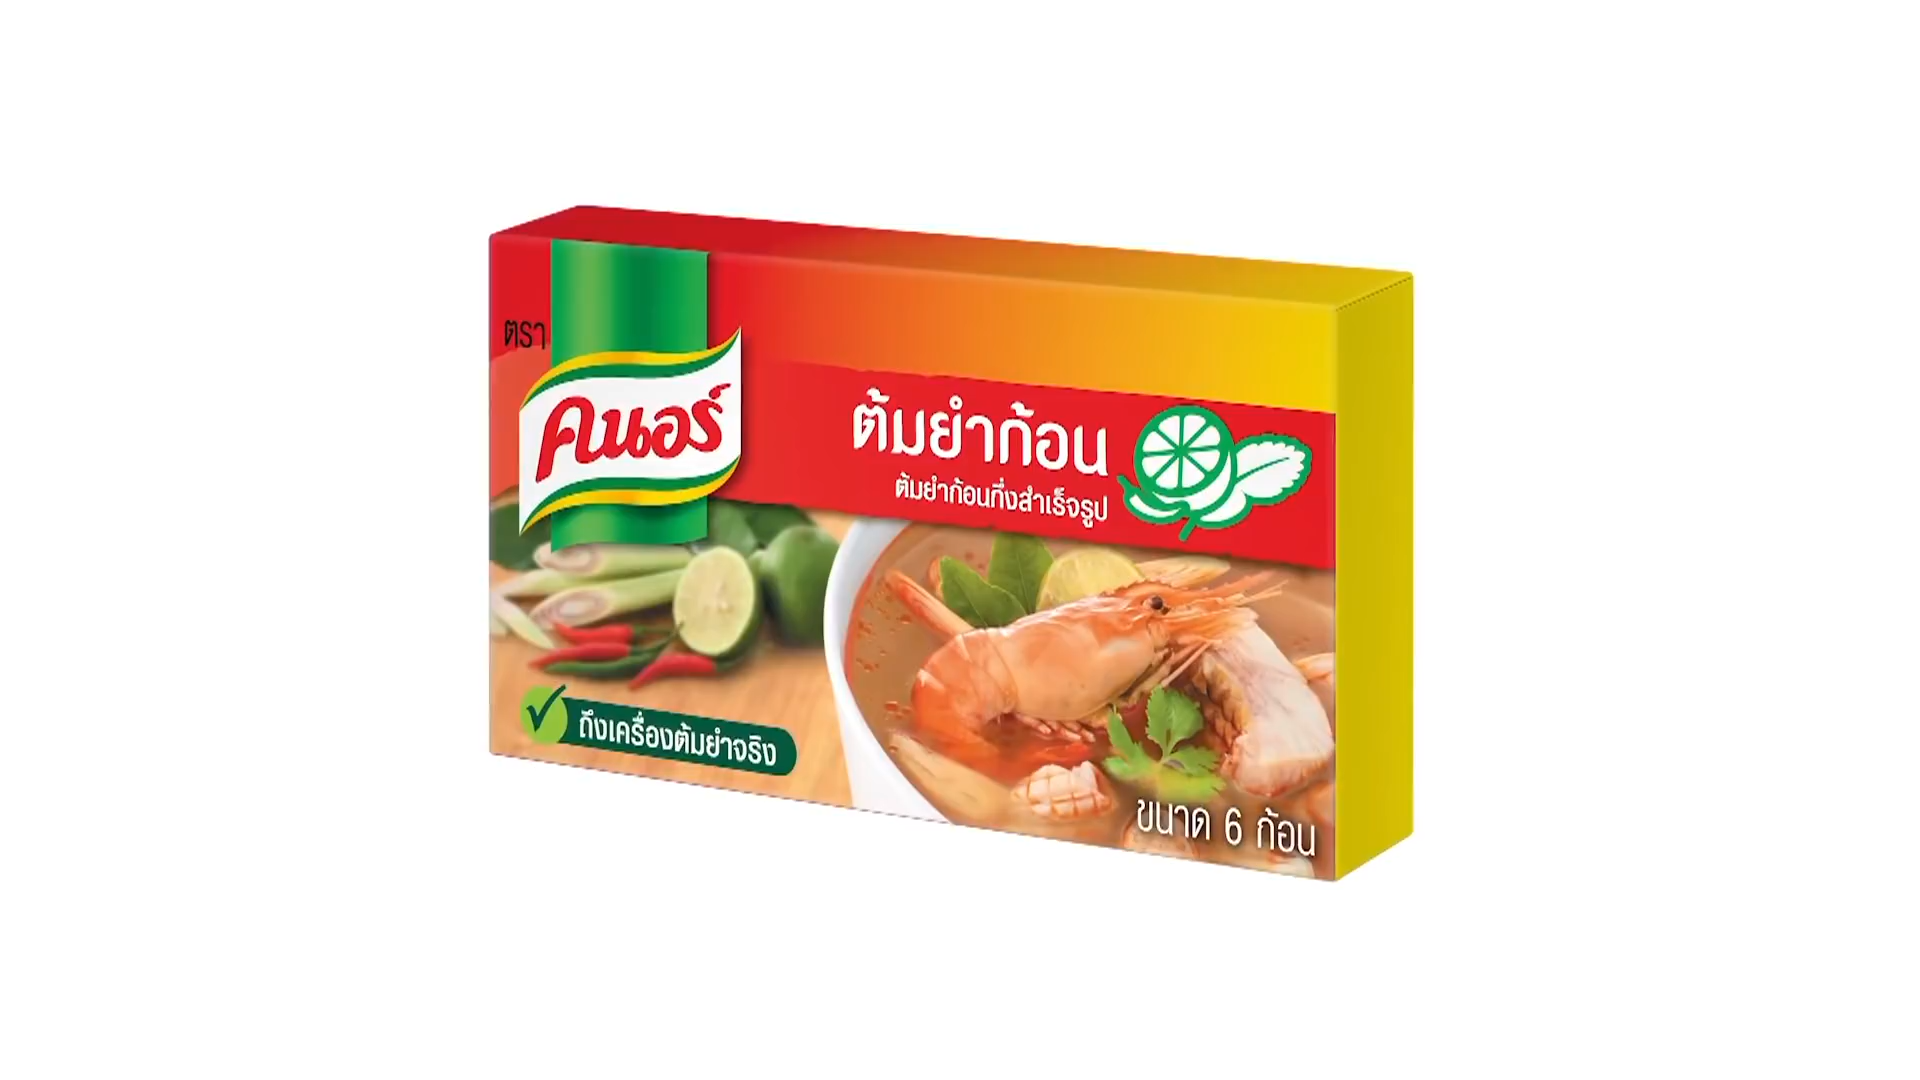 ตรา
คนอร์
ต้มยำก้อน
ต้มยำก้อนกึ่งสำเร็จรูป
ถึงเครื่องต้มยำจริง
ขนาด 6 ก้อน